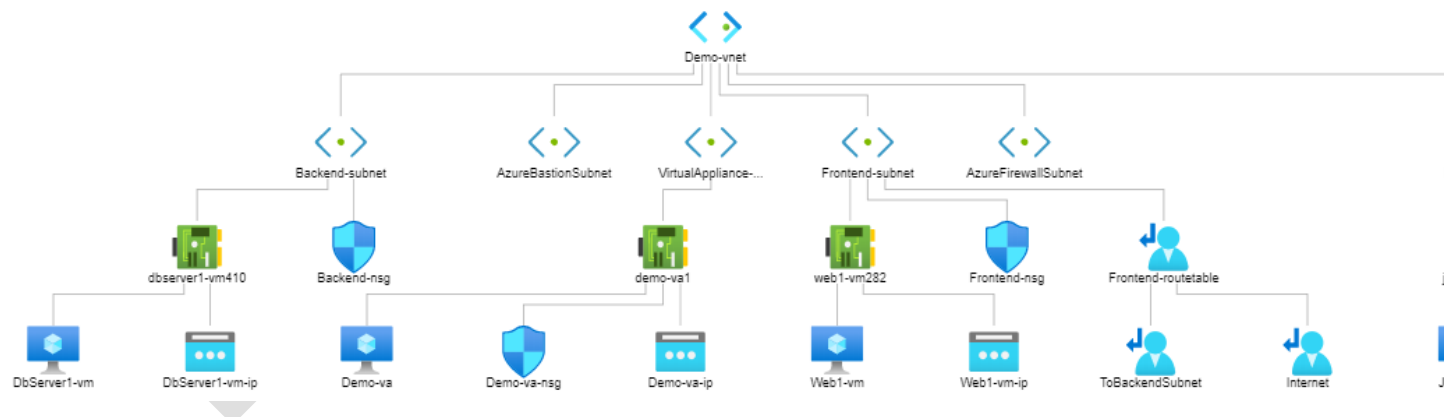 Demo-vnet
Backend-subnet
AzureBastionSubnet
VirtualAppliance-...
Frontend-subnet
AzureFirewallSubnet
dbserver1-vm410
Backend-nsg
demo-va1
web1-vm282
Frontend-nsg
Frontend-routetable
DbServer1-vm
DbServer1-vm-ip
Demo-va
Demo-va-nsg
Demo-va-ip
Web1-vm
Web1-vm-ip
ToBackendSubnet
Internet